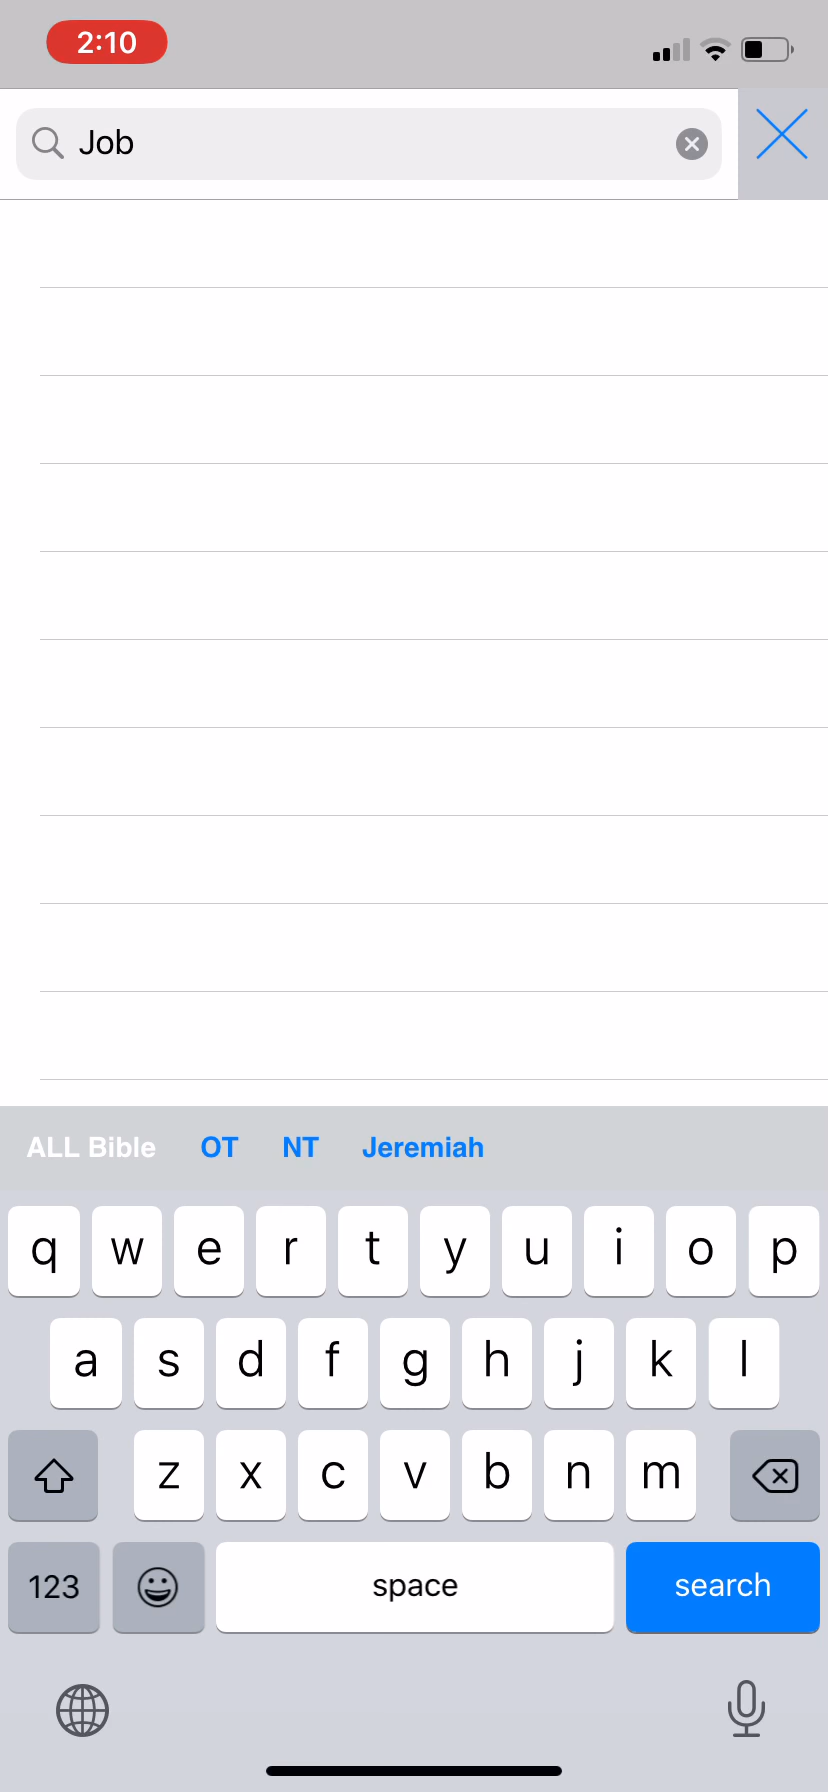 2:10
Job
ALL Bible OT NT Jeremiah
q w e r t y u i o p
a s d f g h j k l
z x c v b n m
123 space search